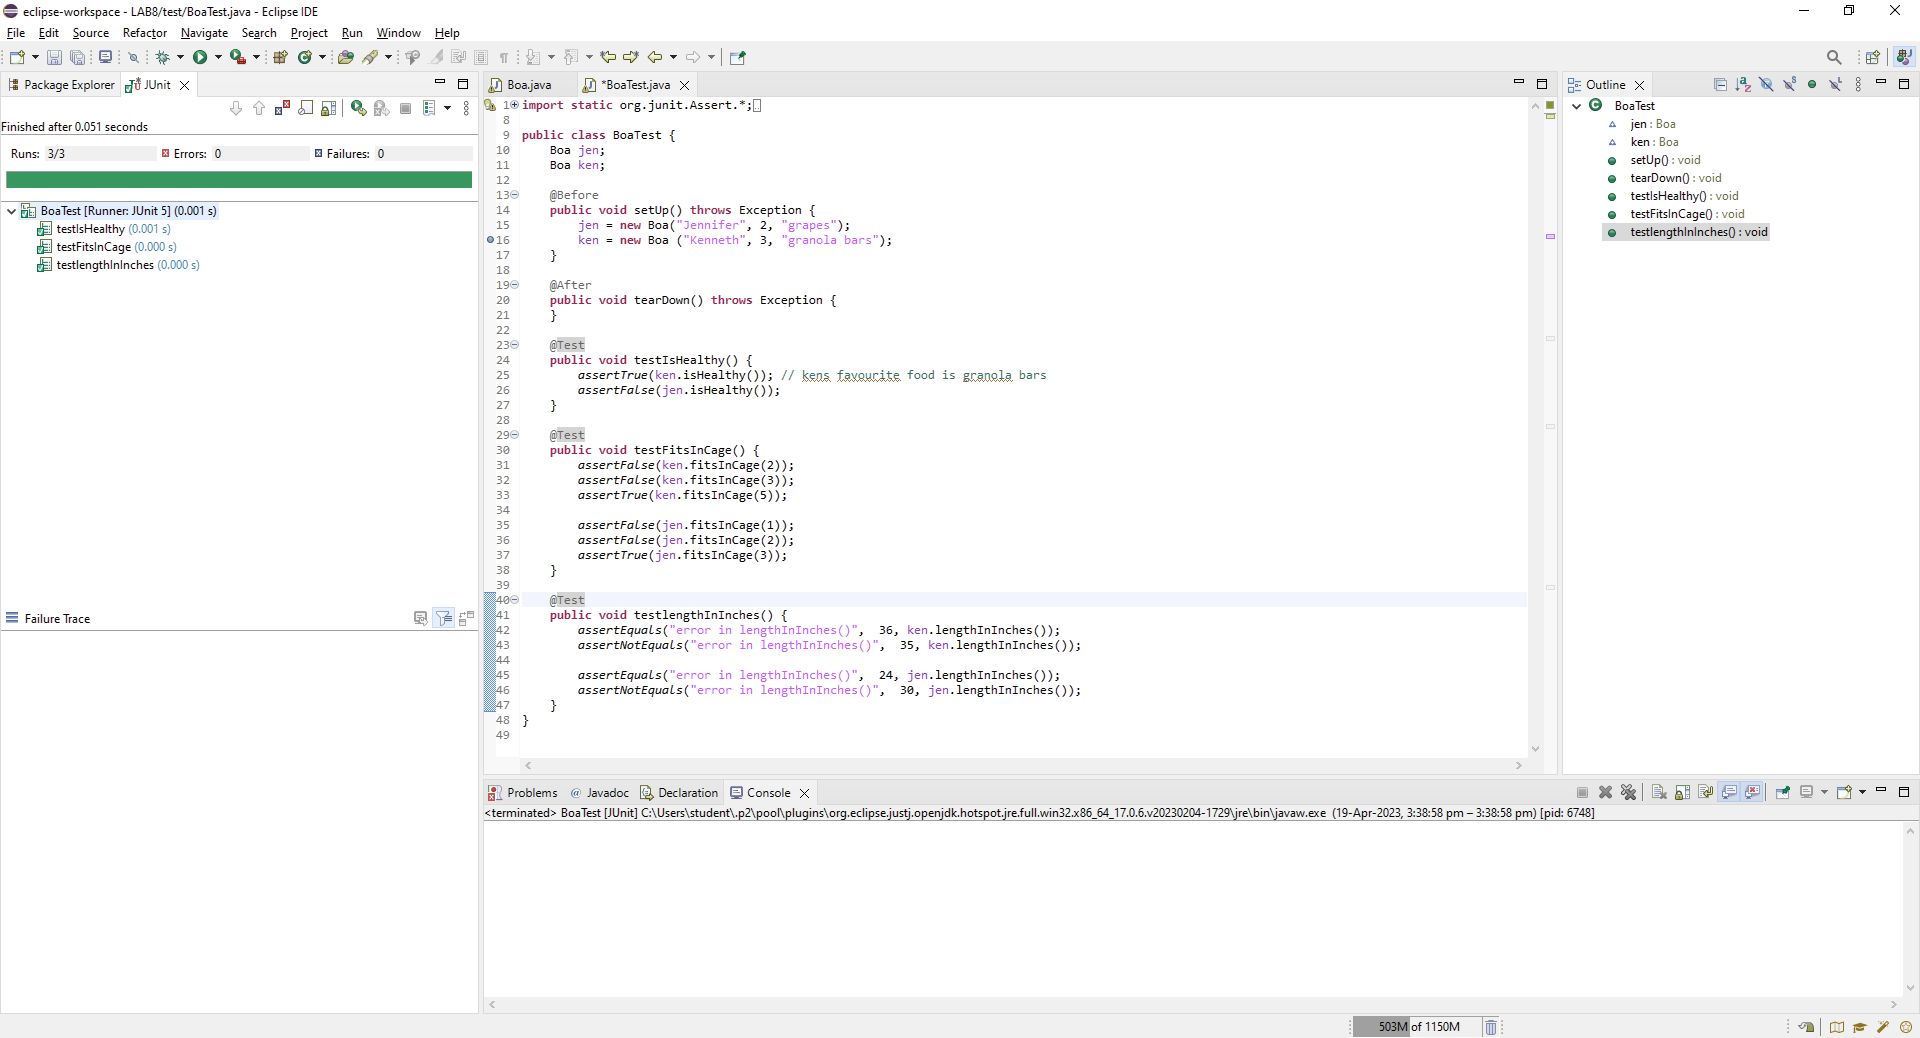 eclipse-workspace - LAB8/test/BoaTest.java - Eclipse IDE
File Edit Source Refactor Navigate Search Project Run Window Help
Package Explorer JUnit
Finished after 0.051 seconds
Runs: 3/3 Errors: 0 Failures: 0
BoaTest [Runner: JUnit 5] (0.001 s)
testIsHealthy (0.001 s)
testFitsInCage (0.000 s)
testlengthInInches (0.000 s)
Failure Trace
Boa.java *BoaTest.java
1 import static org.junit.Assert.*;
8
9 public class BoaTest {
10 Boa jen;
11 Boa ken;
12
13 @Before
14 public void setUp() throws Exception {
15 jen = new Boa("Jennifer", 2, "grapes");
16 ken = new Boa ("Kenneth", 3, "granola bars");
17 }
18
19 @After
20 public void tearDown() throws Exception {
21 }
22
23 @Test
24 public void testIsHealthy() {
25 assertTrue(ken.isHealthy()); // kens favourite food is granola bars
26 assertFalse(jen.isHealthy());
27 }
28
29 @Test
30 public void testFitsInCage() {
31 assertFalse(ken.fitsInCage(2));
32 assertFalse(ken.fitsInCage(3));
33 assertTrue(ken.fitsInCage(5));
34
35 assertFalse(jen.fitsInCage(1));
36 assertFalse(jen.fitsInCage(2));
37 assertTrue(jen.fitsInCage(3));
38 }
39
40 @Test
41 public void testlengthInInches() {
42 assertEquals("error in lengthInInches()", 36, ken.lengthInInches());
43 assertNotEquals("error in lengthInInches()", 35, ken.lengthInInches());
44
45 assertEquals("error in lengthInInches()", 24, jen.lengthInInches());
46 assertNotEquals("error in lengthInInches()", 30, jen.lengthInInches());
47 }
48 }
49
Outline
BoaTest
jen : Boa
ken : Boa
setUp() : void
tearDown() : void
testIsHealthy() : void
testFitsInCage() : void
testlengthInInches() : void
Problems Javadoc Declaration Console
<terminated> BoaTest [JUnit] C:\Users\student\.p2\pool\plugins\org.eclipse.justj.openjdk.hotspot.jre.full.win32.x86_64_17.0.6.v20230204-1729\jre\bin\javaw.exe (19-Apr-2023, 3:38:58 pm – 3:38:58 pm) [pid: 6748]
503M of 1150M